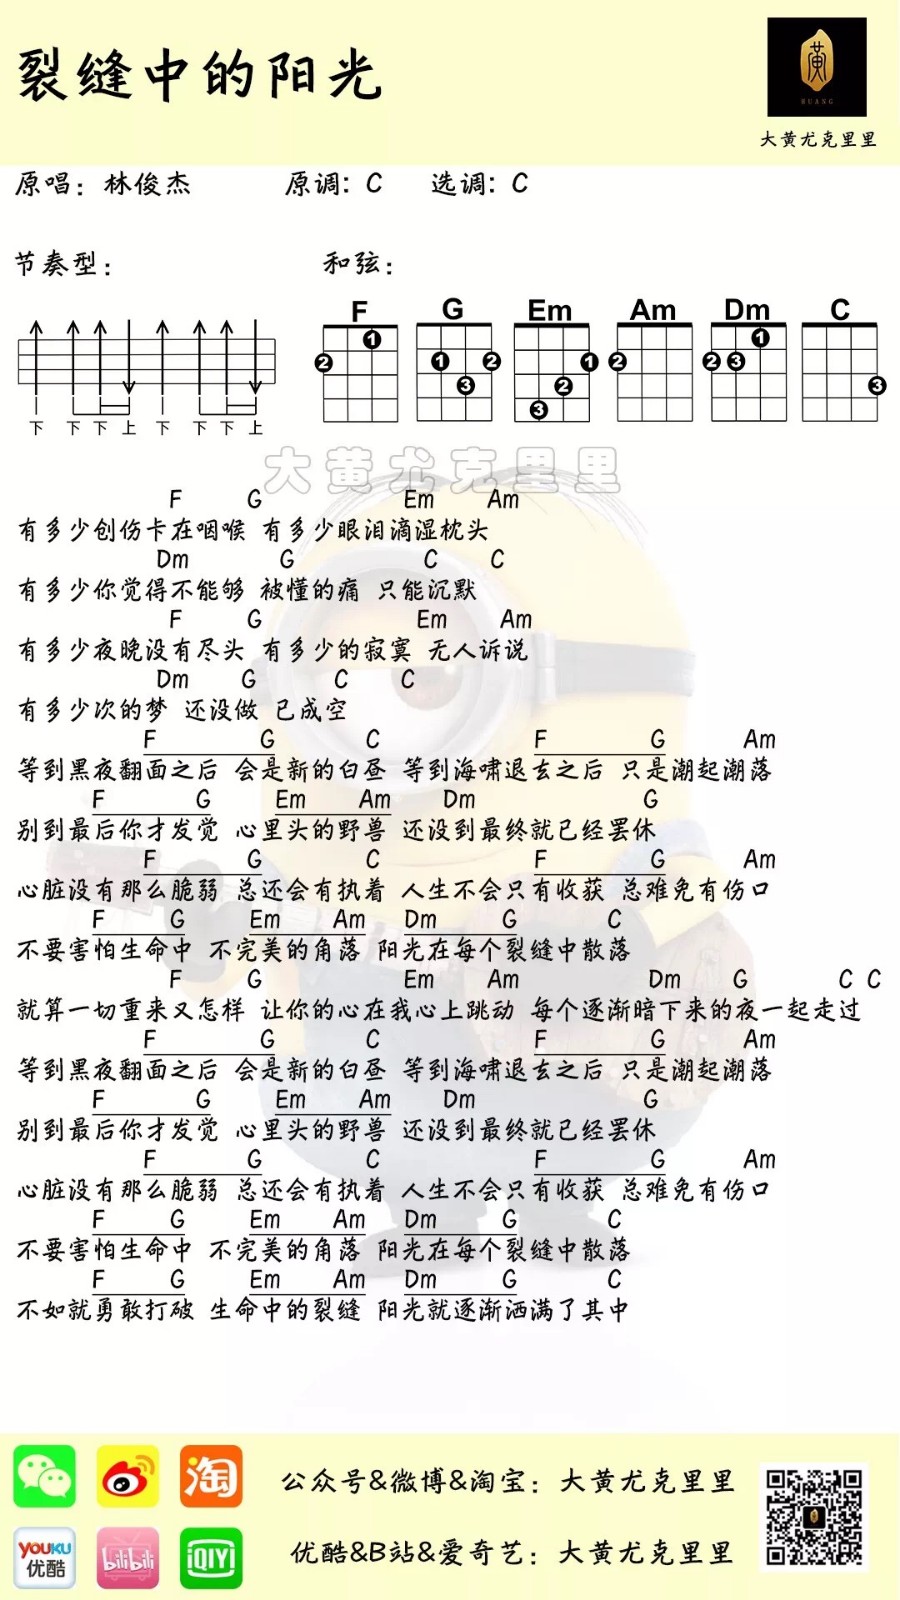 裂缝中的阳光
黄
HUANG
大黄尤克里里
原唱：林俊杰 原调：C 选调：C
节奏型： 和弦：
F G Em Am Dm C
2 1 1 2 3 1 2 3 2 2 3 1 3
下 下 下 上 下 下 下 上
大黄尤克里里
F G Em Am
有多少创伤卡在咽喉 有多少眼泪滴湿枕头
Dm G C C
有多少你觉得不能够 被懂的痛 只能沉默
F G Em Am
有多少夜晚没有尽头 有多少的寂寞 无人诉说
Dm G C C
有多少次的梦 还没做 已成空
F G C F G Am
等到黑夜翻面之后 会是新的白昼 等到海啸退去之后 只是潮起潮落
F G Em Am Dm G
别到最后你才发觉 心里头的野兽 还没到最终就已经罢休
F G C F G Am
心脏没有那么脆弱 总还会有执着 人生不会只有收获 总难免有伤口
F G Em Am Dm G C
不要害怕生命中 不完美的角落 阳光在每个裂缝中散落
F G Em Am Dm G C C
就算一切重来又怎样 让你的心在我心上跳动 每个逐渐暗下来的夜一起走过
F G C F G Am
等到黑夜翻面之后 会是新的白昼 等到海啸退去之后 只是潮起潮落
F G Em Am Dm G
别到最后你才发觉 心里头的野兽 还没到最终就已经罢休
F G C F G Am
心脏没有那么脆弱 总还会有执着 人生不会只有收获 总难免有伤口
F G Em Am Dm G C
不要害怕生命中 不完美的角落 阳光在每个裂缝中散落
F G Em Am Dm G C
不如就勇敢打破 生命中的裂缝 阳光就逐渐洒满了其中
淘
公众号&微博&淘宝：大黄尤克里里
YOUKU
优酷
bilibili
iQIYI
优酷&B站&爱奇艺：大黄尤克里里